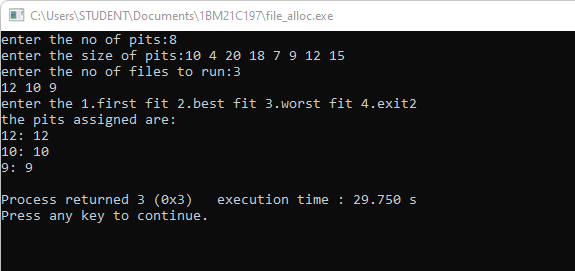 C:\Users\STUDENT\Documents\1BM21C197\file_alloc.exe
enter the no of pits:8
enter the size of pits:10 4 20 18 7 9 12 15
enter the no of files to run:3
12 10 9
enter the 1.first fit 2.best fit 3.worst fit 4.exit2
the pits assigned are:
12: 12
10: 10
9: 9
Process returned 3 (0x3)   execution time : 29.750 s
Press any key to continue.